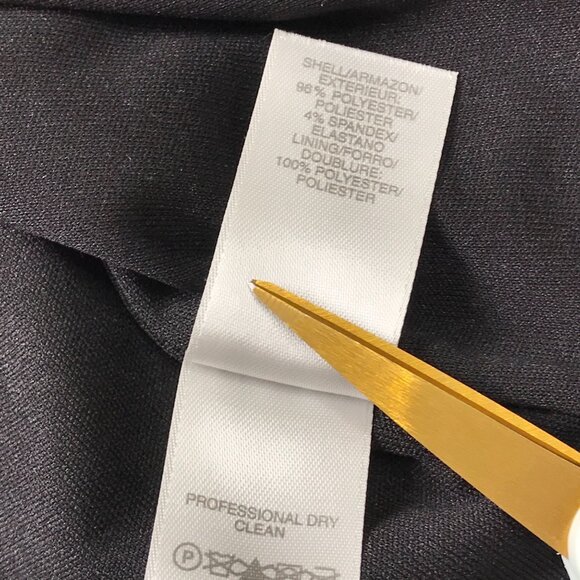 SHELL/ARMAZON/
EXTERIEUR:
96% POLYESTER/
POLIESTER
4% SPANDEX/
ELASTANO
LINING/FORRO/
DOUBLURE:
100% POLYESTER/
POLIESTER
PROFESSIONAL DRY
CLEAN
P